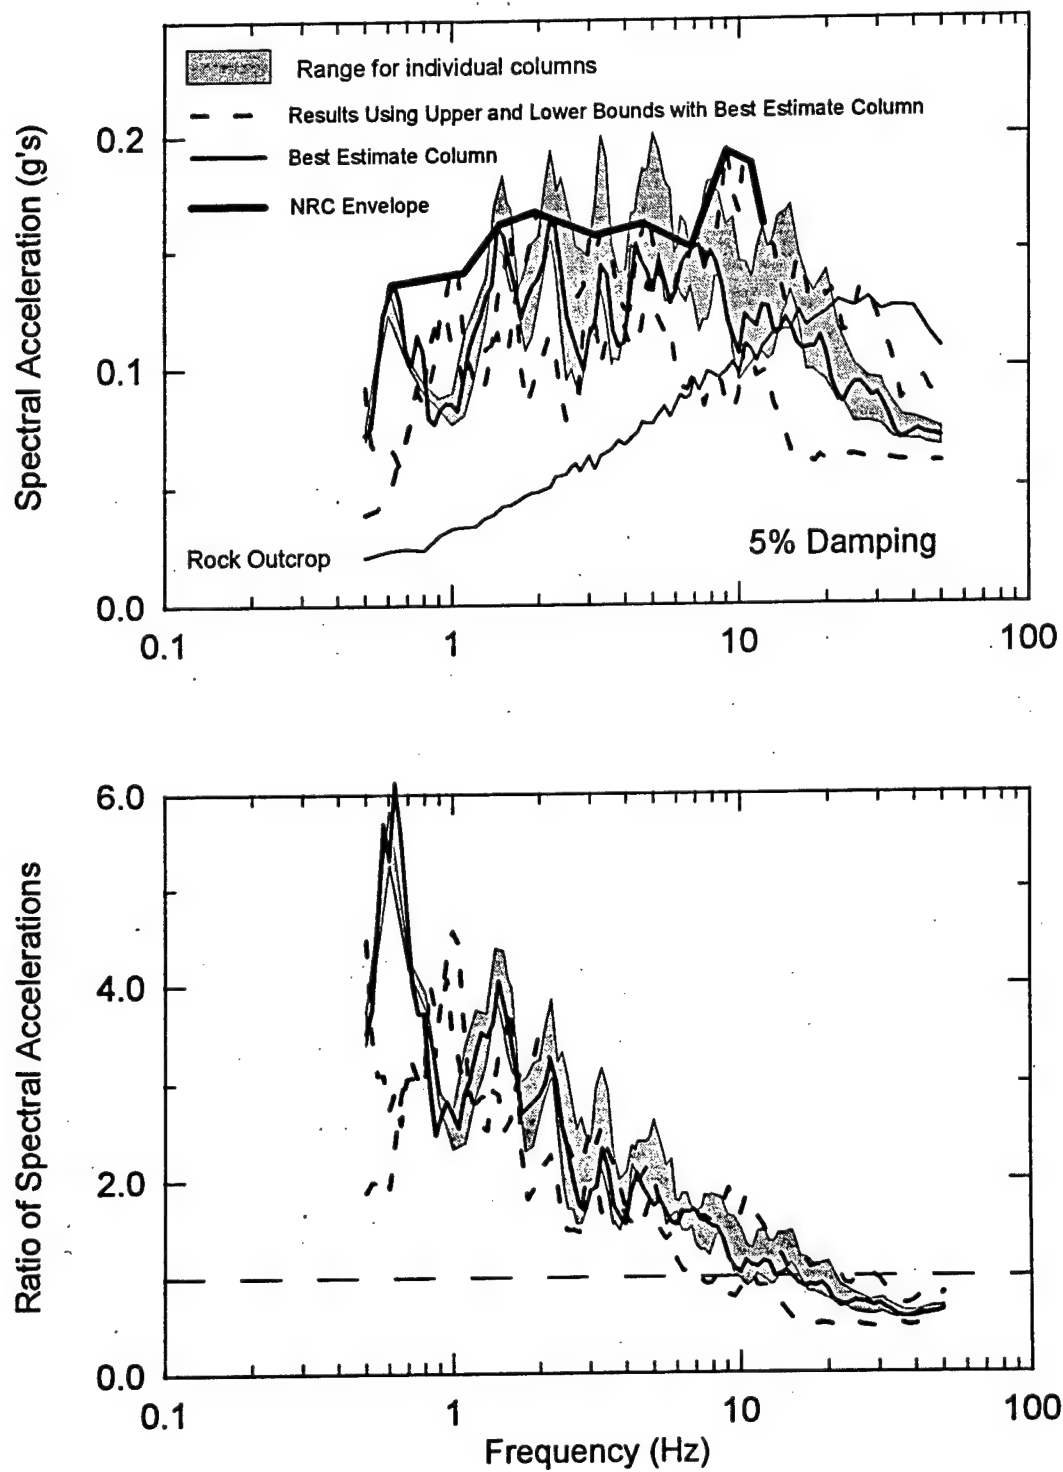 Range for individual columns
Results Using Upper and Lower Bounds with Best Estimate Column
Best Estimate Column
NRC Envelope
Spectral Acceleration (g's)
0.2
0.1
0.0
Rock Outcrop
5% Damping
0.1 1 10 100
Ratio of Spectral Accelerations
6.0
4.0
2.0
0.0
0.1 1 10 100
Frequency (Hz)